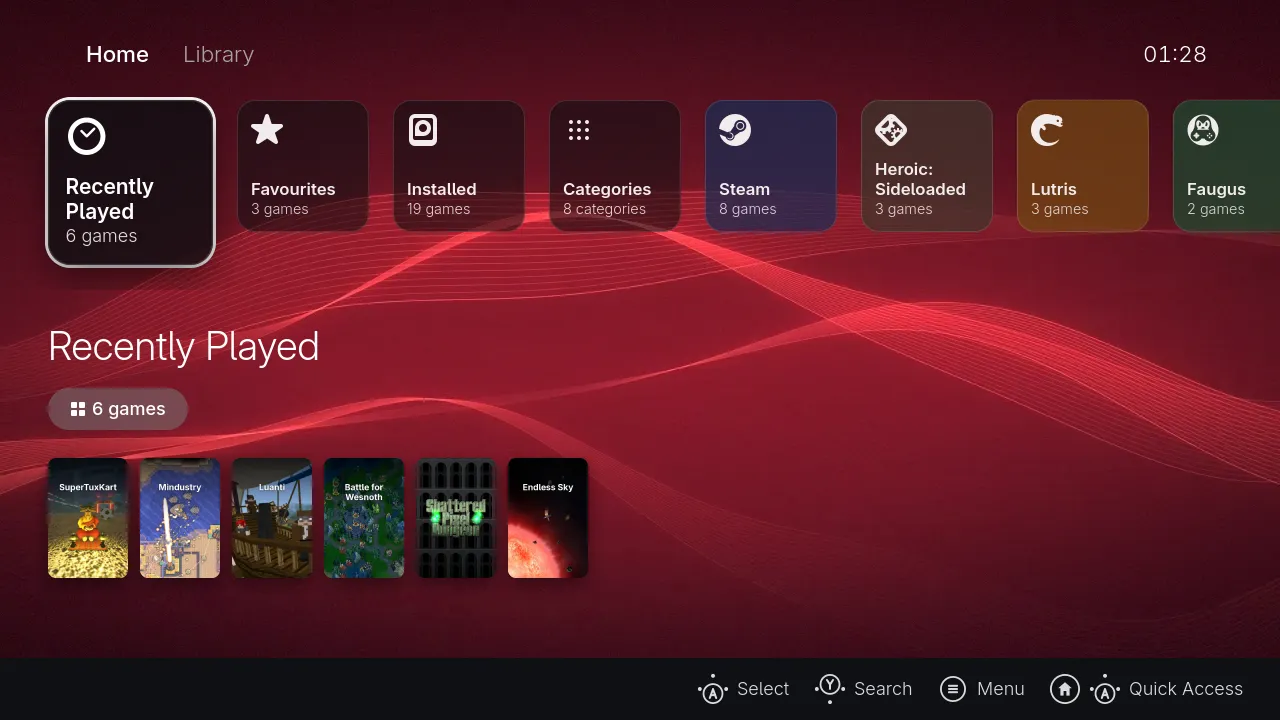 Home
Library
01:28
Recently
Played
6 games
Favourites
3 games
Installed
19 games
Categories
8 categories
Steam
8 games
Heroic:
Sideloaded
3 games
Lutris
3 games
Faugus
2 games
Recently Played
6 games
SuperTuxKart
Mindustry
Luanti
Battle for
Wesnoth
Shattered
Pixel
Dungeon
Endless Sky
A Select
Y Search
Menu
A Quick Access